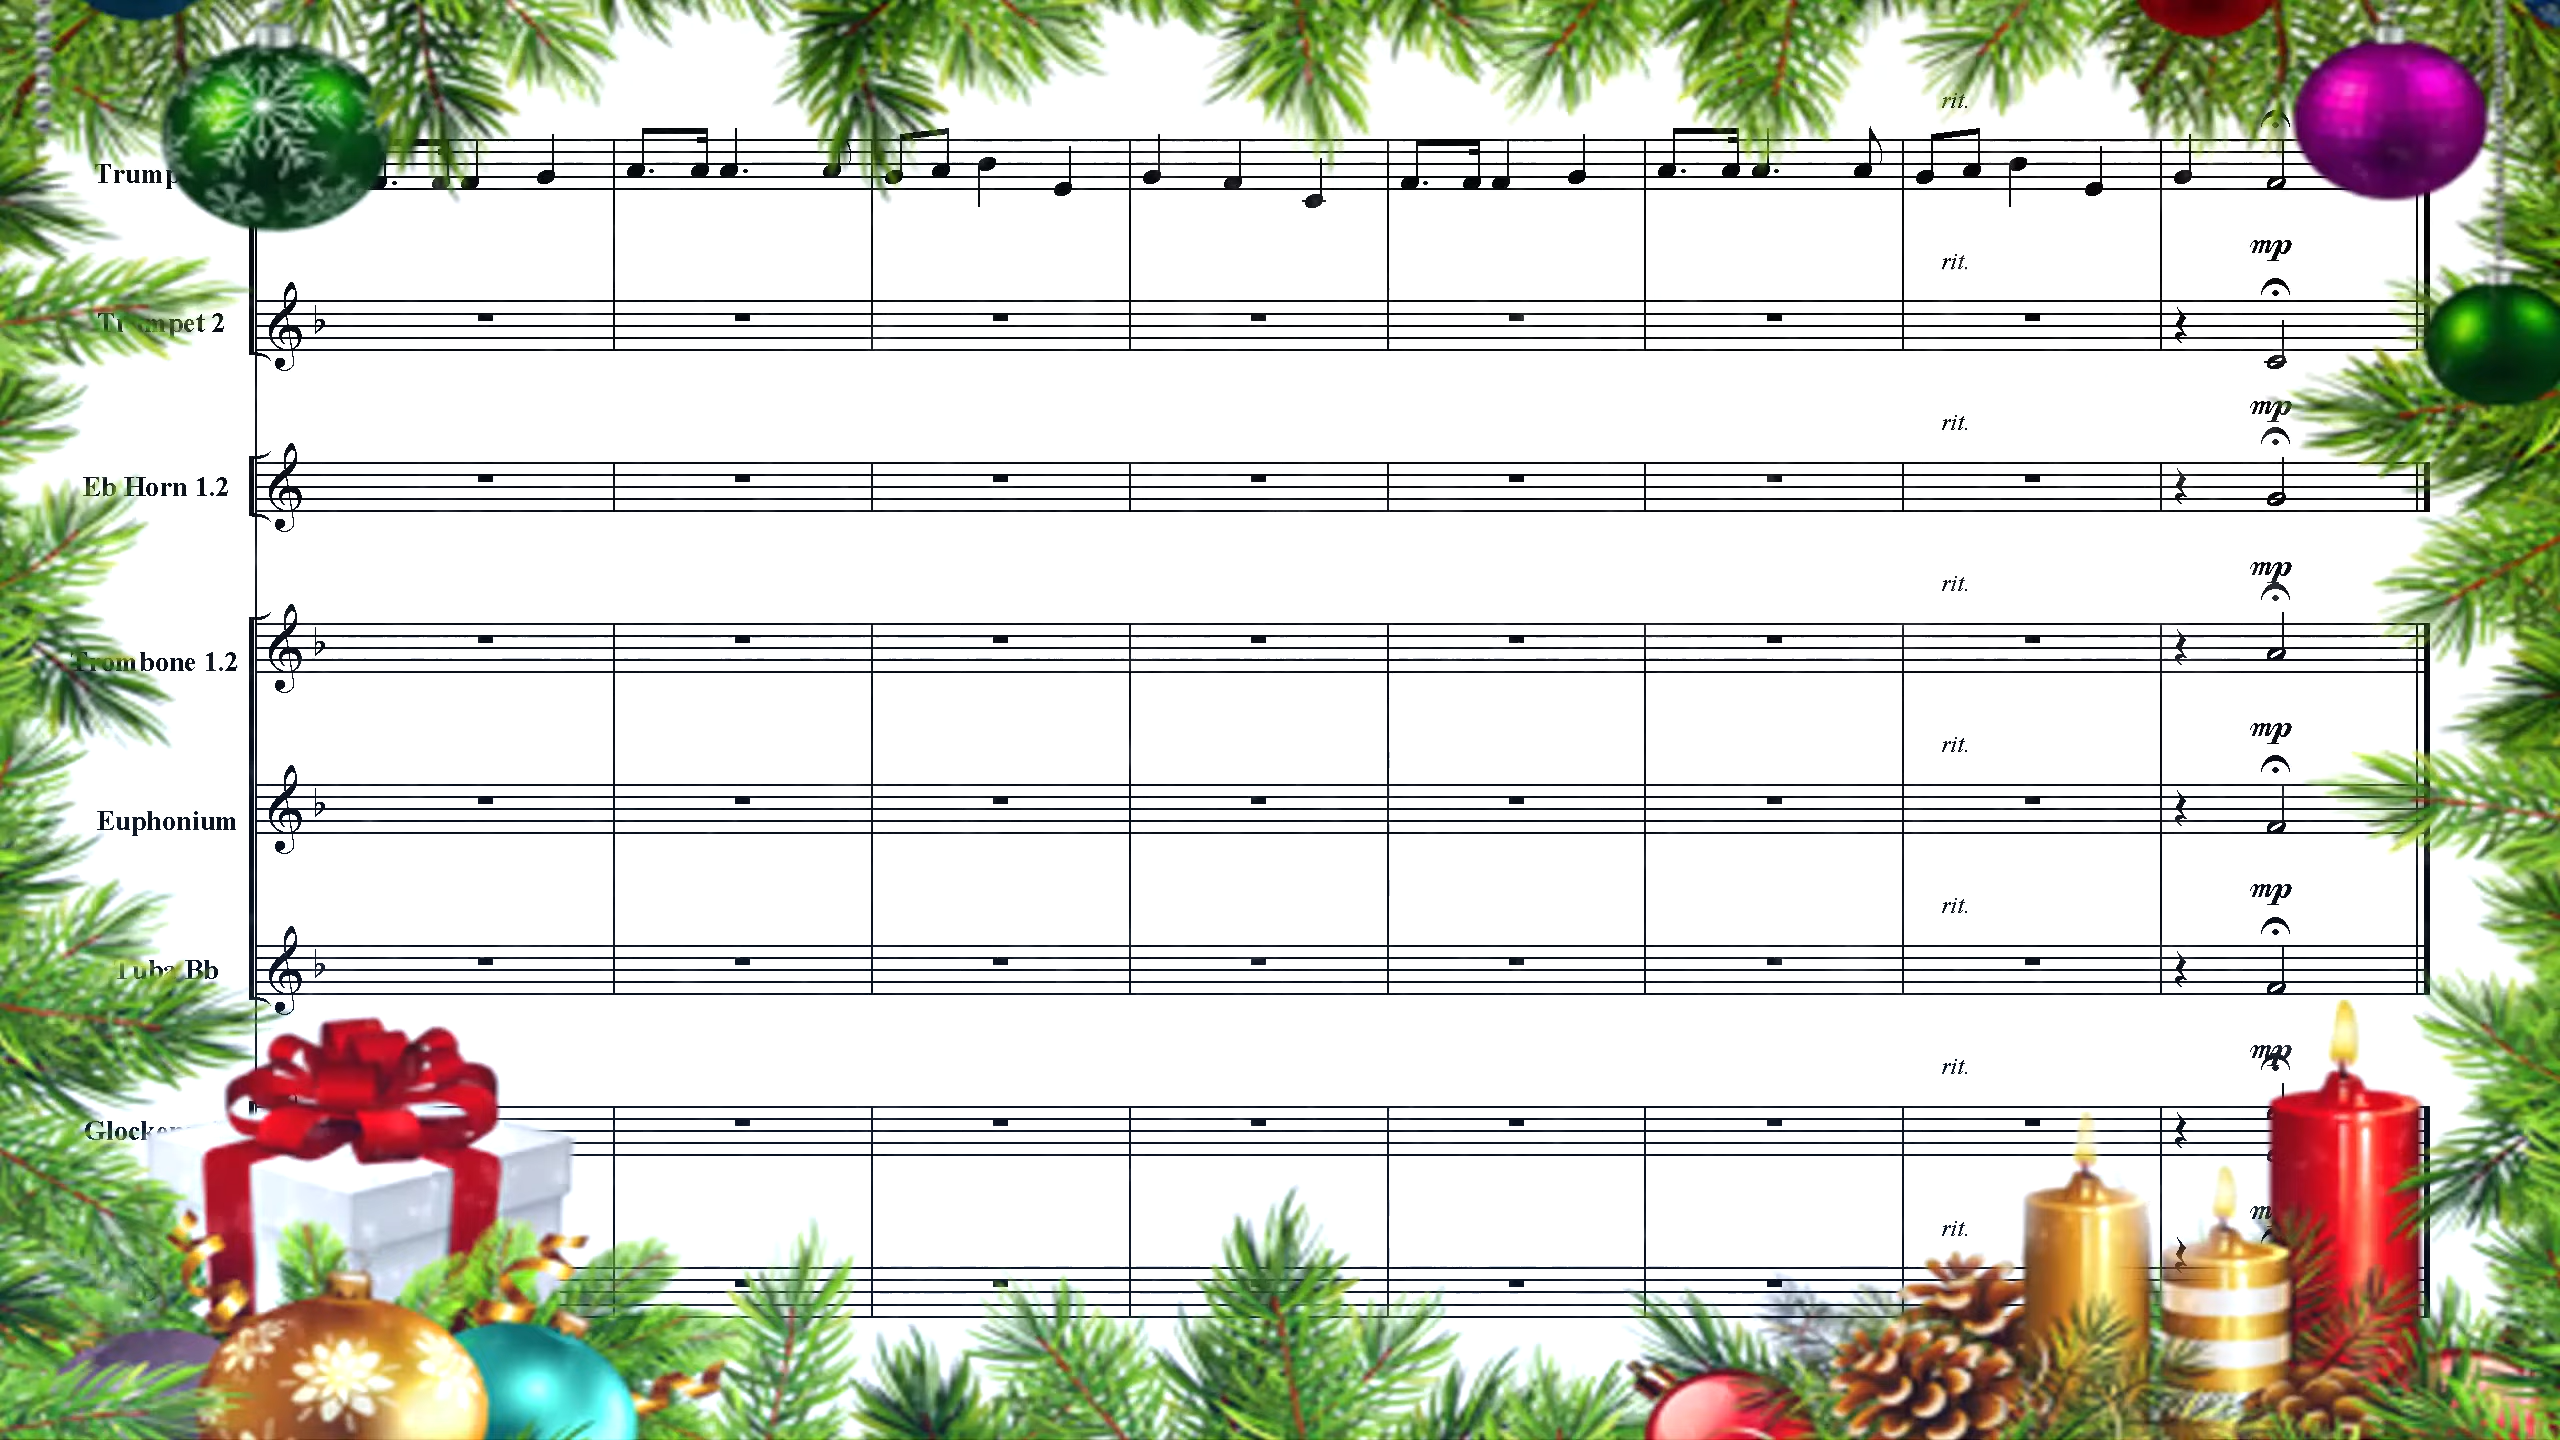 rit.
mp
rit.
Trumpet 2
mp
rit.
Eb Horn 1.2
mp
rit.
Trombone 1.2
mp
rit.
Euphonium
mp
rit.
Tuba Bb
mp
rit.
rit.